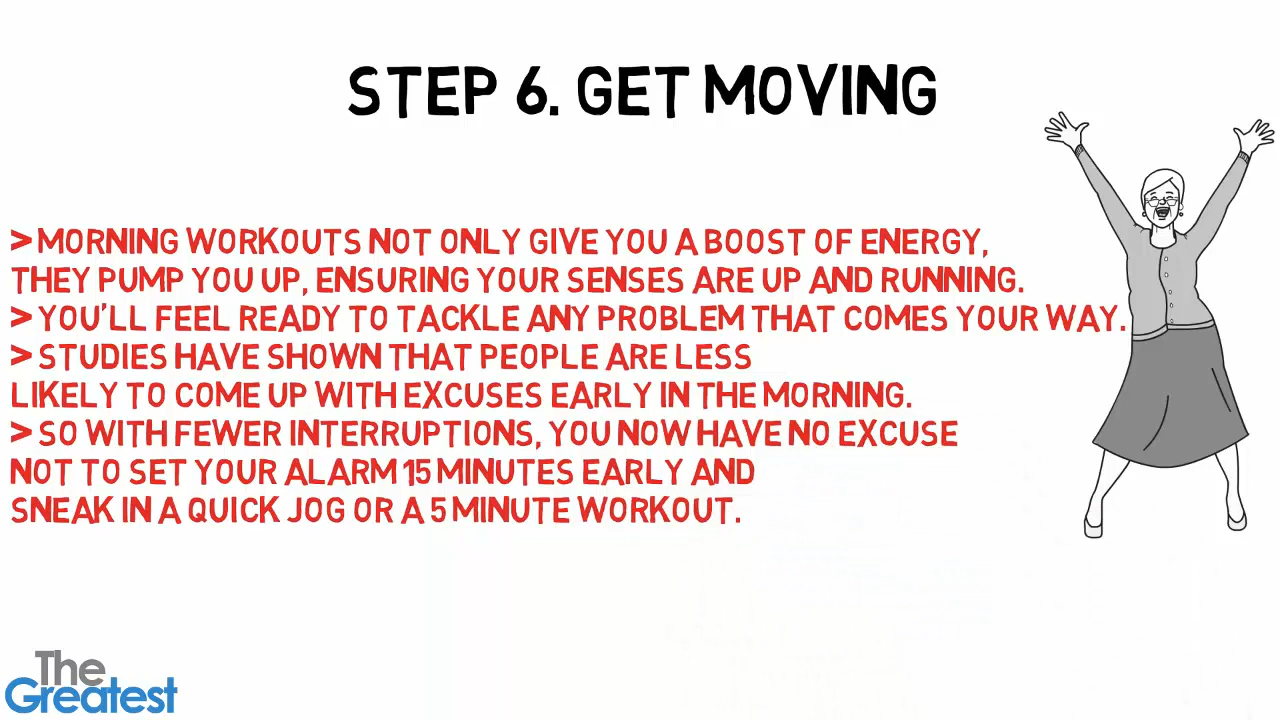 STEP 6. GET MOVING
> MORNING WORKOUTS NOT ONLY GIVE YOU A BOOST OF ENERGY,
THEY PUMP YOU UP, ENSURING YOUR SENSES ARE UP AND RUNNING.
> YOU'LL FEEL READY TO TACKLE ANY PROBLEM THAT COMES YOUR WAY.
> STUDIES HAVE SHOWN THAT PEOPLE ARE LESS
LIKELY TO COME UP WITH EXCUSES EARLY IN THE MORNING.
> SO WITH FEWER INTERRUPTIONS, YOU NOW HAVE NO EXCUSE
NOT TO SET YOUR ALARM 15 MINUTES EARLY AND
SNEAK IN A QUICK JOG OR A 5 MINUTE WORKOUT.
The
Greatest